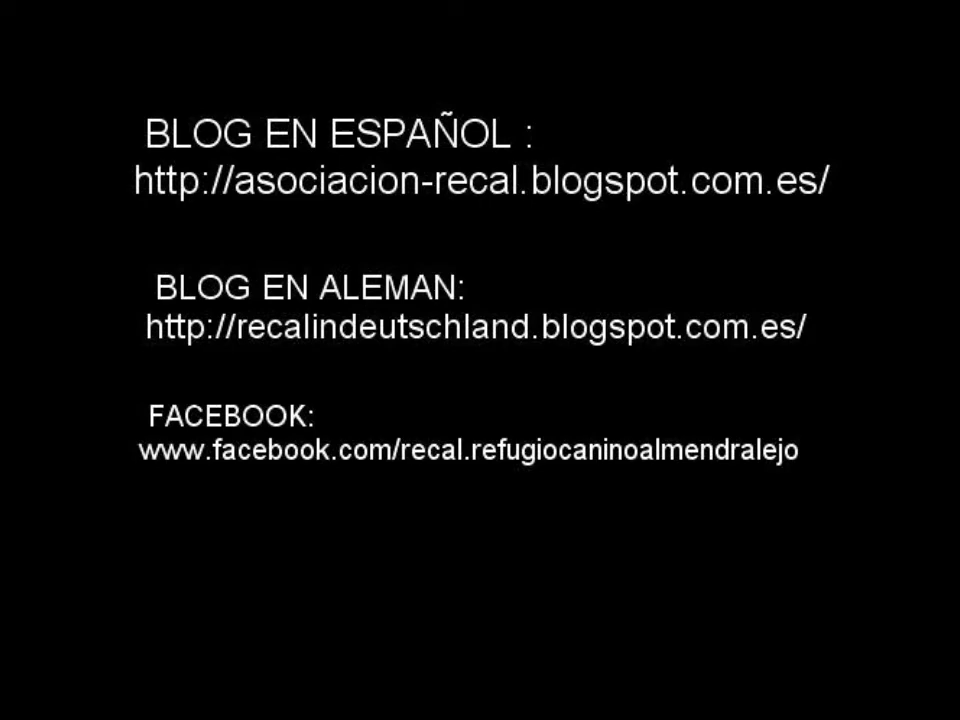 BLOG EN ESPAÑOL :
http://asociacion-recal.blogspot.com.es/
BLOG EN ALEMAN:
http://recalindeutschland.blogspot.com.es/
FACEBOOK:
www.facebook.com/recal.refugiocaninoalmendralejo